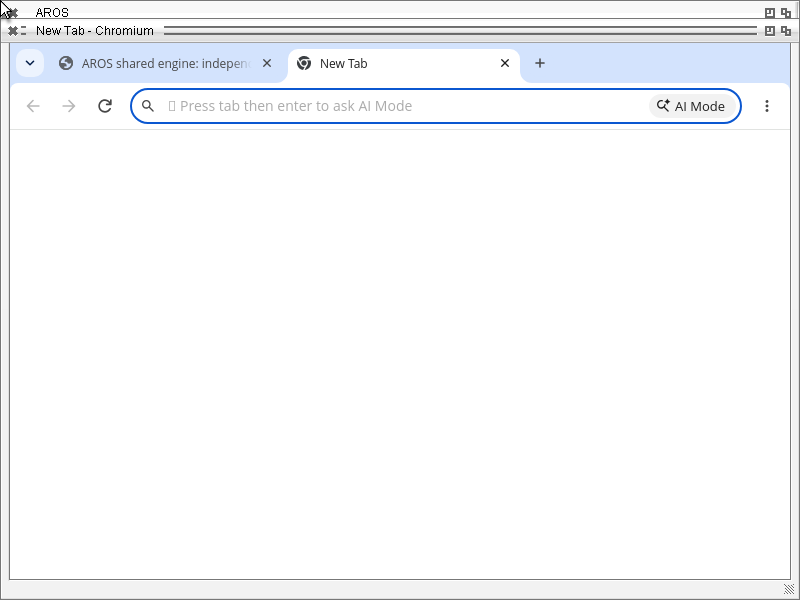 AROS
New Tab - Chromium
AROS shared engine: indepen
New Tab
Press tab then enter to ask AI Mode
AI Mode